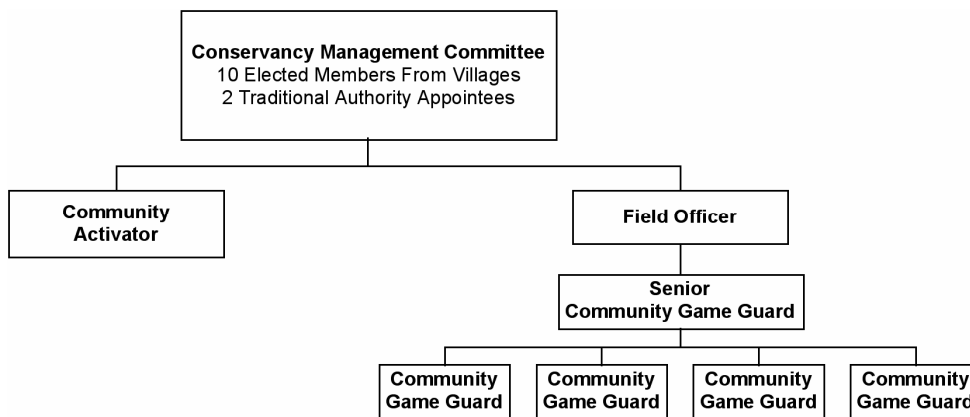 Conservancy Management Committee
10 Elected Members From Villages
2 Traditional Authority Appointees
Community
Activator
Field Officer
Senior
Community Game Guard
Community
Game Guard
Community
Game Guard
Community
Game Guard
Community
Game Guard